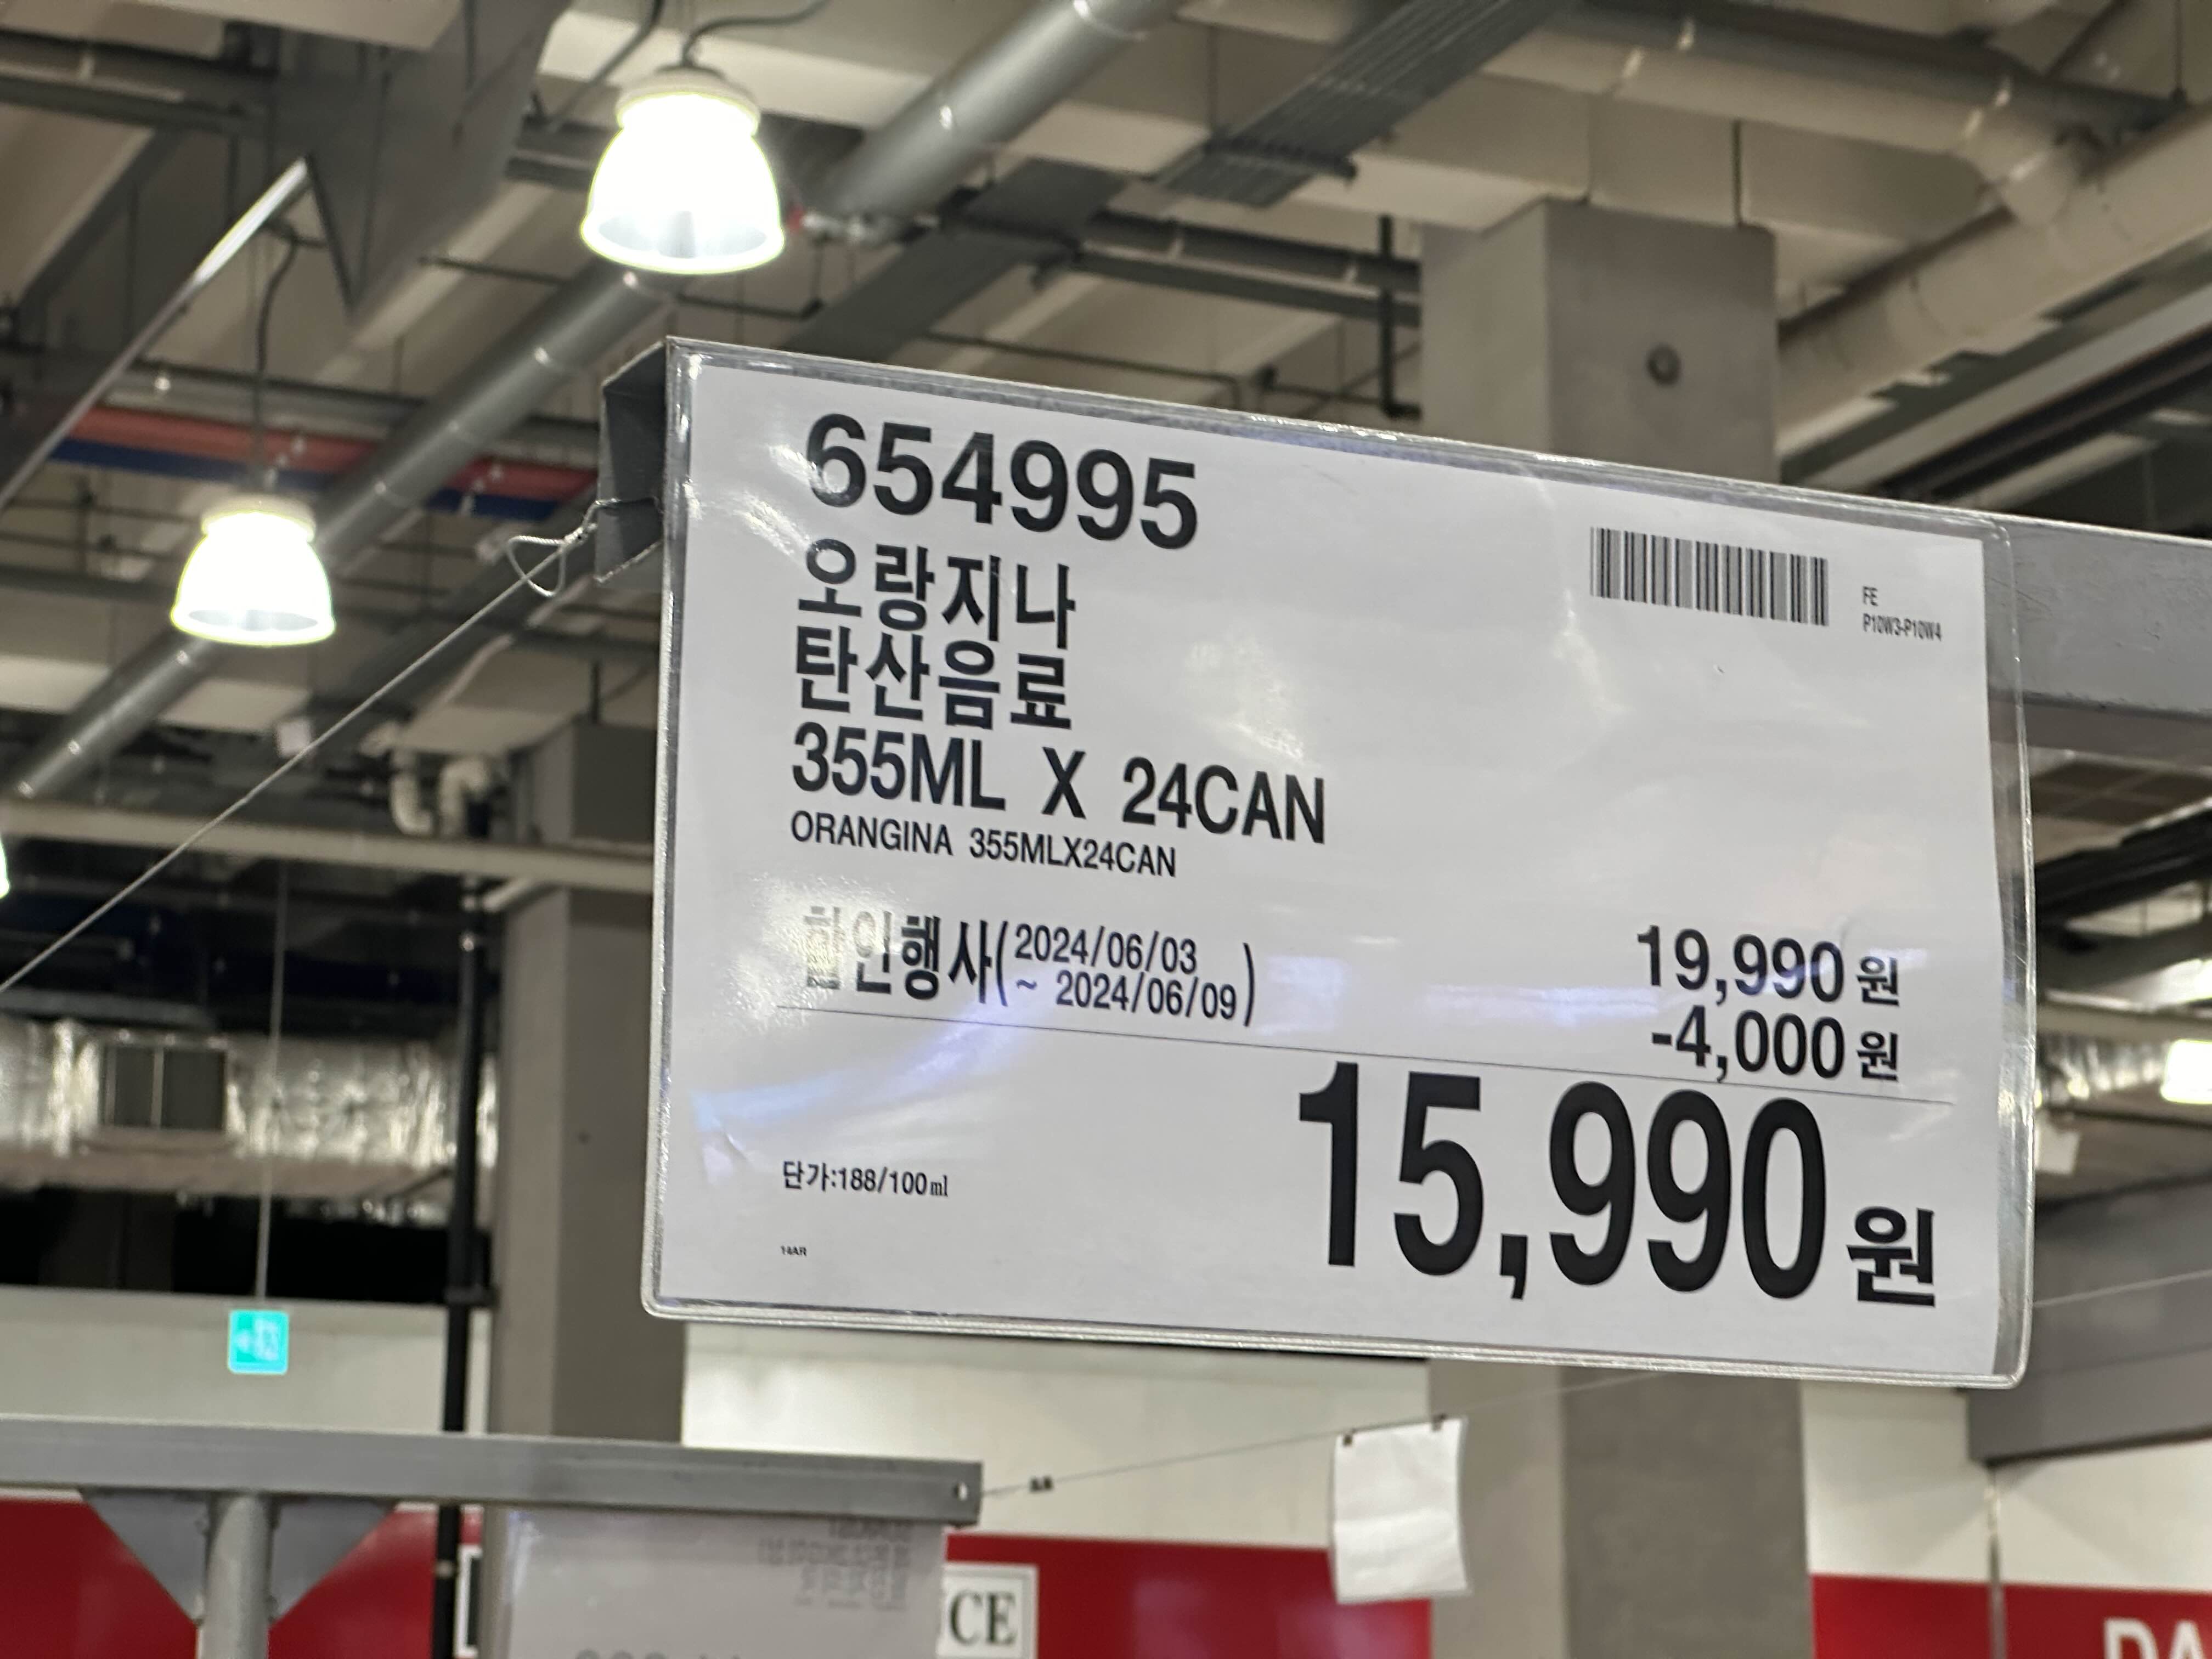 654995
오랑지나
탄산음료
355ML X 24CAN
ORANGINA 355MLX24CAN
FE
P10W3-P10W4
할인행사(2024/06/03
~ 2024/06/09)
19,990원
-4,000원
15,990원
단가:188/100㎖
14AR
CE
DA